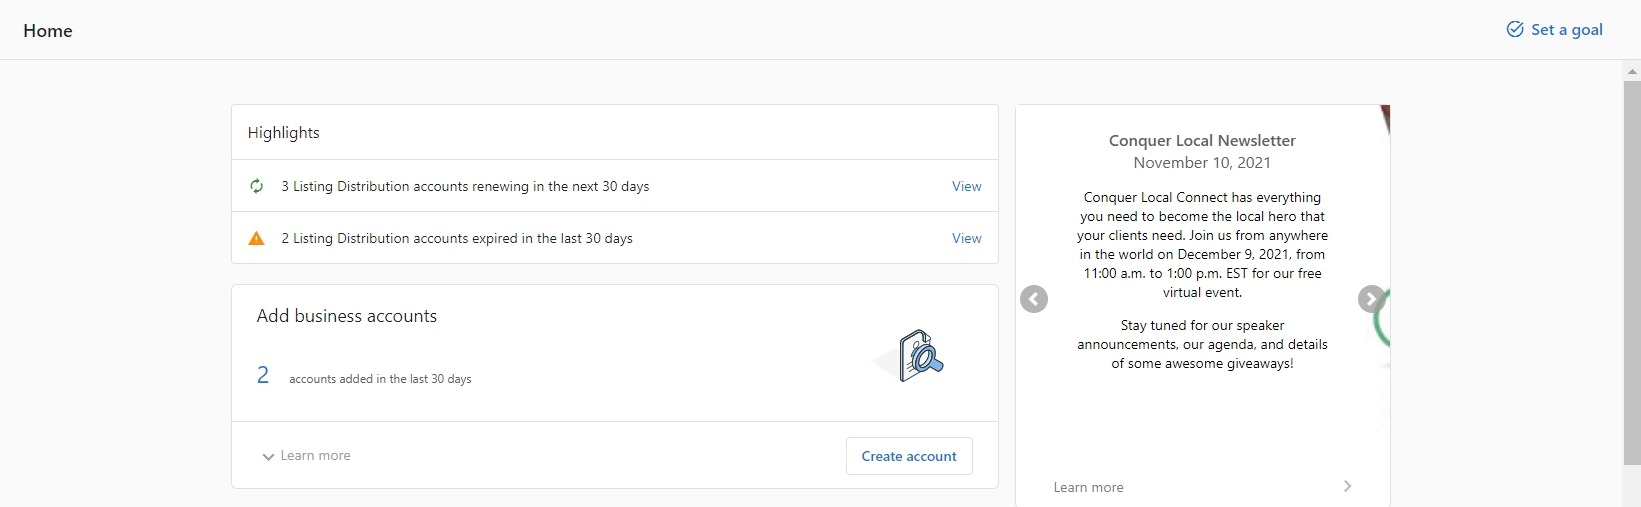 Home
Set a goal
Highlights
3 Listing Distribution accounts renewing in the next 30 days
View
2 Listing Distribution accounts expired in the last 30 days
View
Add business accounts
2 accounts added in the last 30 days
Learn more
Create account
Conquer Local Newsletter
November 10, 2021
Conquer Local Connect has everything
you need to become the local hero that
your clients need. Join us from anywhere
in the world on December 9, 2021, from
11:00 a.m. to 1:00 p.m. EST for our free
virtual event.
Stay tuned for our speaker
announcements, our agenda, and details
of some awesome giveaways!
Learn more